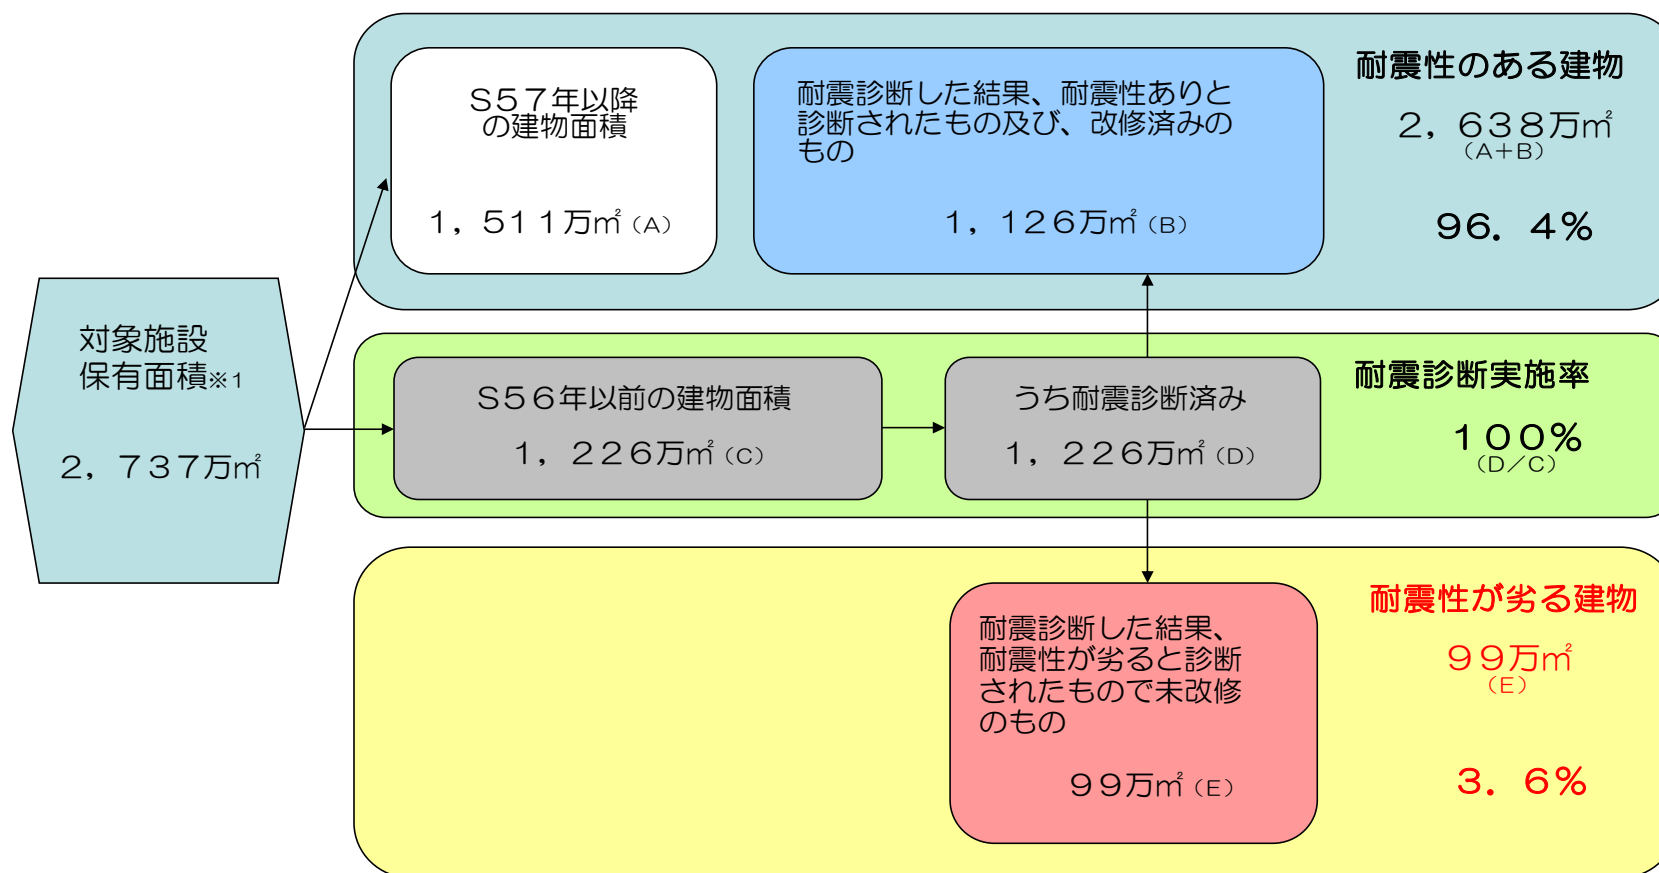 対象施設
保有面積※1
2，737万㎡
S57年以降
の建物面積
1，511万㎡（A）
耐震診断した結果、耐震性ありと
診断されたもの及び、改修済みの
もの
1，126万㎡（B）
耐震性のある建物
2，638万㎡
（A＋B）
96．4％
S56年以前の建物面積
1，226万㎡（C）
うち耐震診断済み
1，226万㎡（D）
耐震診断実施率
100％
（D／C）
耐震診断した結果、
耐震性が劣ると診断
されたもので未改修
のもの
99万㎡（E）
耐震性が劣る建物
99万㎡
（E）
3．6％